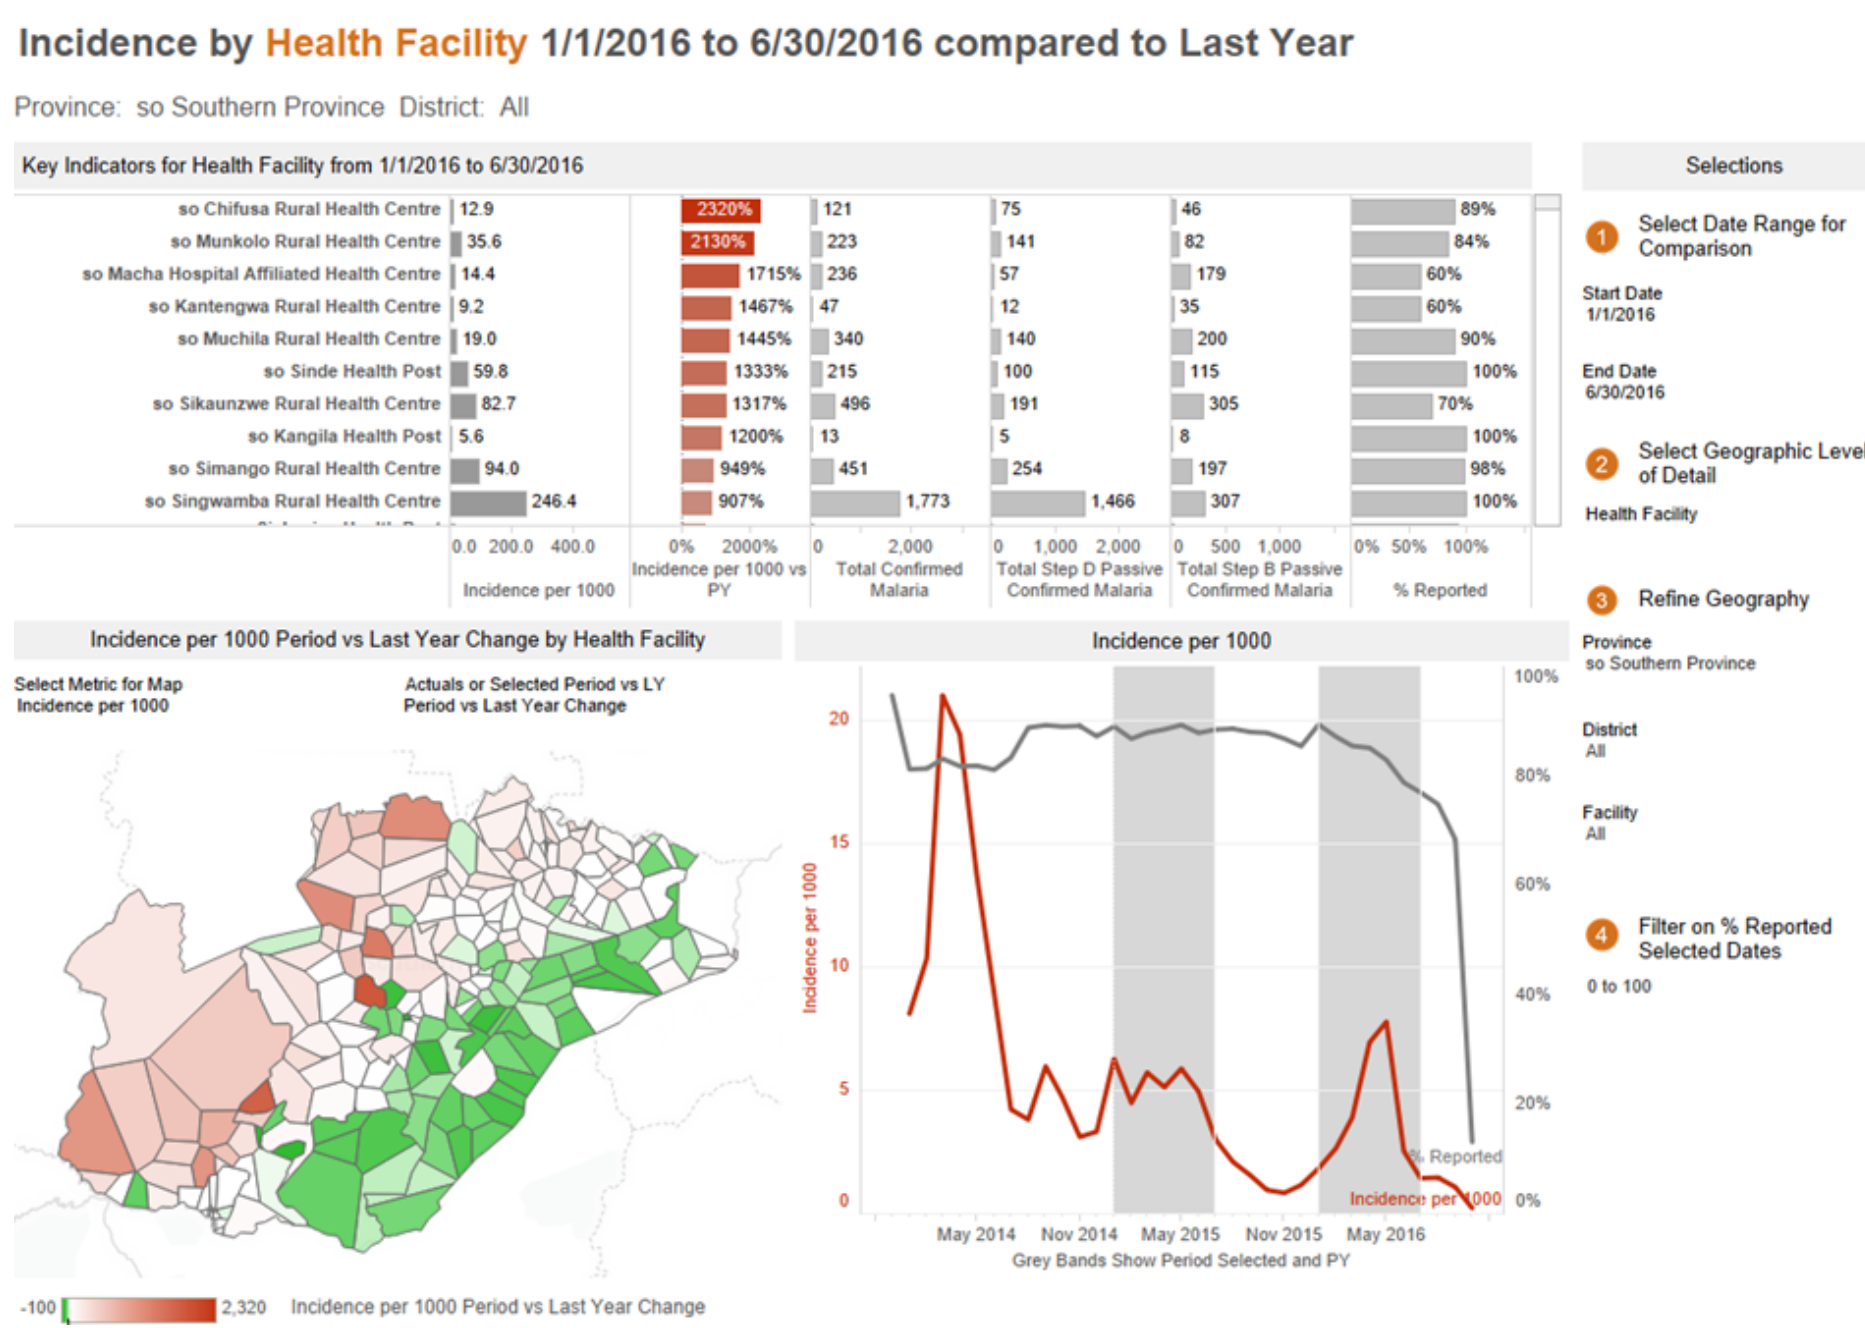 Incidence by Health Facility 1/1/2016 to 6/30/2016 compared to Last Year
Province: so Southern Province District: All
Key Indicators for Health Facility from 1/1/2016 to 6/30/2016
so Chifusa Rural Health Centre 12.9 2320% 121 75 46 89%
so Munkolo Rural Health Centre 35.6 2130% 223 141 82 84%
so Macha Hospital Affiliated Health Centre 14.4 1715% 236 57 179 60%
so Kantengwa Rural Health Centre 9.2 1467% 47 12 35 60%
so Muchila Rural Health Centre 19.0 1445% 340 140 200 90%
so Sinde Health Post 59.8 1333% 215 100 115 100%
so Sikaunzwe Rural Health Centre 82.7 1317% 496 191 305 70%
so Kangila Health Post 5.6 1200% 13 5 8 100%
so Simango Rural Health Centre 94.0 949% 451 254 197 98%
so Singwamba Rural Health Centre 246.4 907% 1,773 1,466 307 100%
0.0 200.0 400.0 0% 2000% 0 2,000 0 1,000 2,000 0 500 1,000 0% 50% 100%
Incidence per 1000
Incidence per 1000 vs
PY
Total Confirmed
Malaria
Total Step D Passive
Confirmed Malaria
Total Step B Passive
Confirmed Malaria
% Reported
Incidence per 1000 Period vs Last Year Change by Health Facility
Select Metric for Map
Incidence per 1000
Actuals or Selected Period vs LY
Period vs Last Year Change
-100 2,320 Incidence per 1000 Period vs Last Year Change
Incidence per 1000
Incidence per 1000
20
15
10
5
0
100%
80%
60%
40%
20%
0%
% Reported
Incidence per 1000
May 2014 Nov 2014 May 2015 Nov 2015 May 2016
Grey Bands Show Period Selected and PY
Selections
1 Select Date Range for
Comparison
Start Date
1/1/2016
End Date
6/30/2016
2 Select Geographic Level
of Detail
Health Facility
3 Refine Geography
Province
so Southern Province
District
All
Facility
All
4 Filter on % Reported
Selected Dates
0 to 100